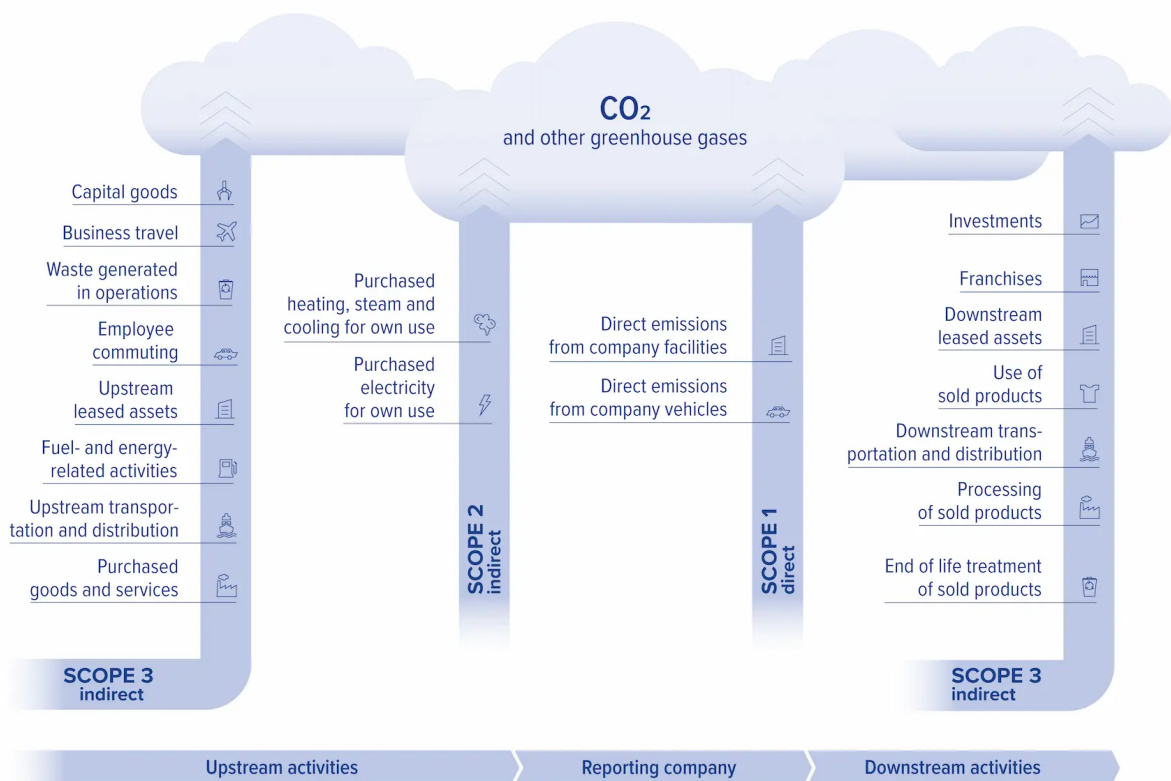 CO₂
and other greenhouse gases
Capital goods
Business travel
Waste generated
in operations
Employee
commuting
Upstream
leased assets
Fuel- and energy-
related activities
Upstream transpor-
tation and distribution
Purchased
goods and services
SCOPE 3
indirect
Purchased
heating, steam and
cooling for own use
Purchased
electricity
for own use
SCOPE 2
indirect
Direct emissions
from company facilities
Direct emissions
from company vehicles
SCOPE 1
direct
Investments
Franchises
Downstream
leased assets
Use of
sold products
Downstream trans-
portation and distribution
Processing
of sold products
End of life treatment
of sold products
SCOPE 3
indirect
Upstream activities
Reporting company
Downstream activities